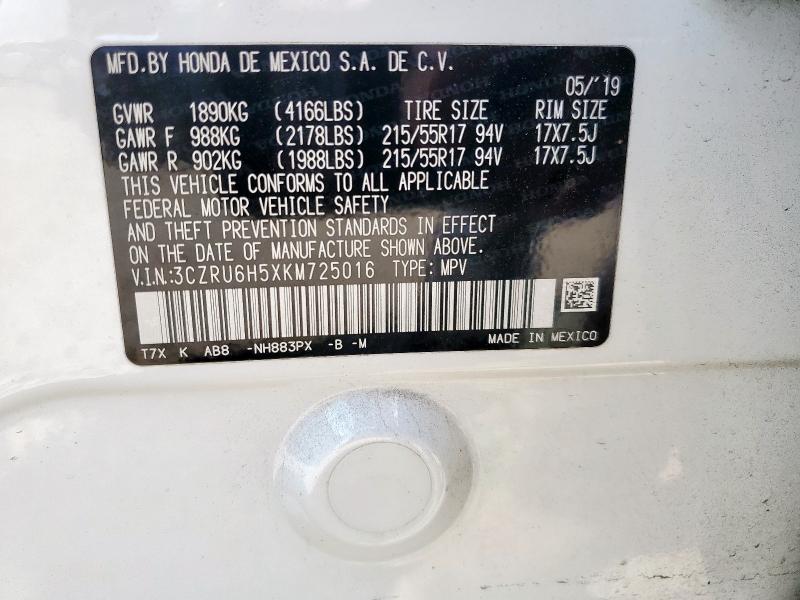 MFD.BY HONDA DE MEXICO S.A. DE C.V.
05/'19
GVWR 1890KG (4166LBS) TIRE SIZE RIM SIZE
GAWR F 988KG (2178LBS) 215/55R17 94V 17X7.5J
GAWR R 902KG (1988LBS) 215/55R17 94V 17X7.5J
THIS VEHICLE CONFORMS TO ALL APPLICABLE
FEDERAL MOTOR VEHICLE SAFETY
AND THEFT PREVENTION STANDARDS IN EFFECT
ON THE DATE OF MANUFACTURE SHOWN ABOVE.
V.I.N.:3CZRU6H5XKM725016 TYPE: MPV
T7X K AB8 -NH883PX -B -M
MADE IN MEXICO